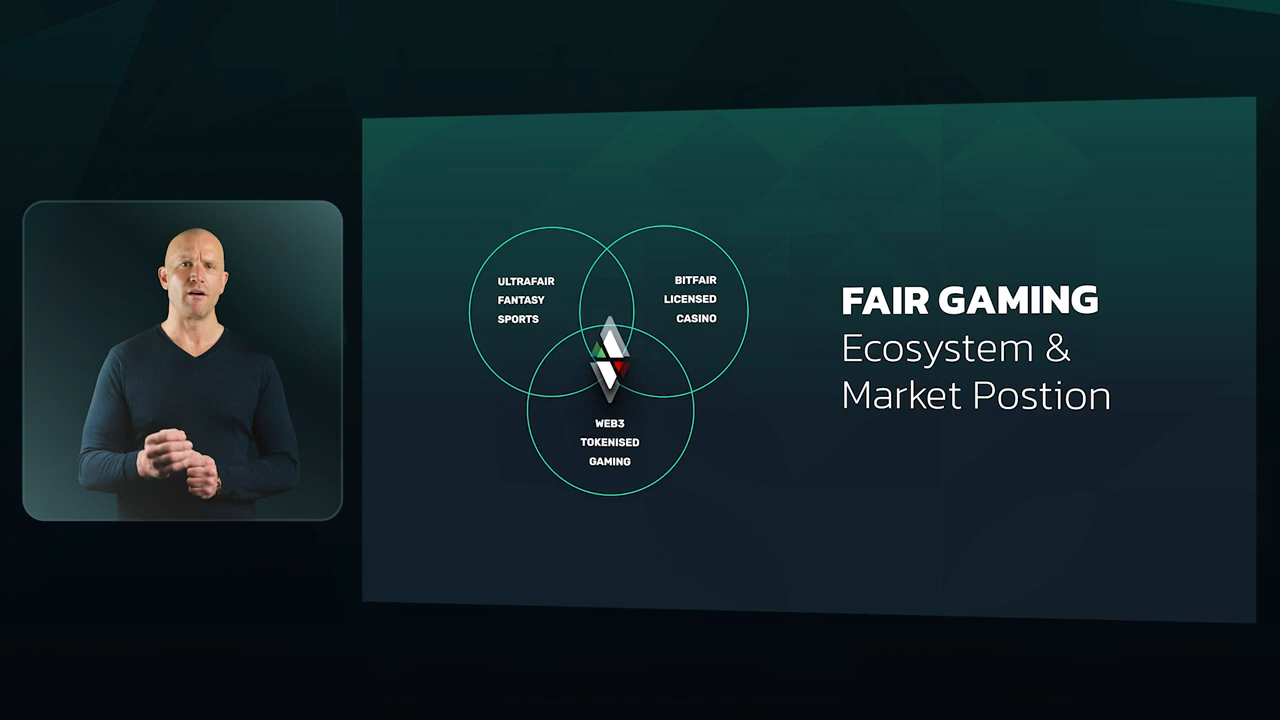 ULTRAFAIR
FANTASY
SPORTS
BITFAIR
LICENSED
CASINO
WEB3
TOKENISED
GAMING
FAIR GAMING
Ecosystem &
Market Postion